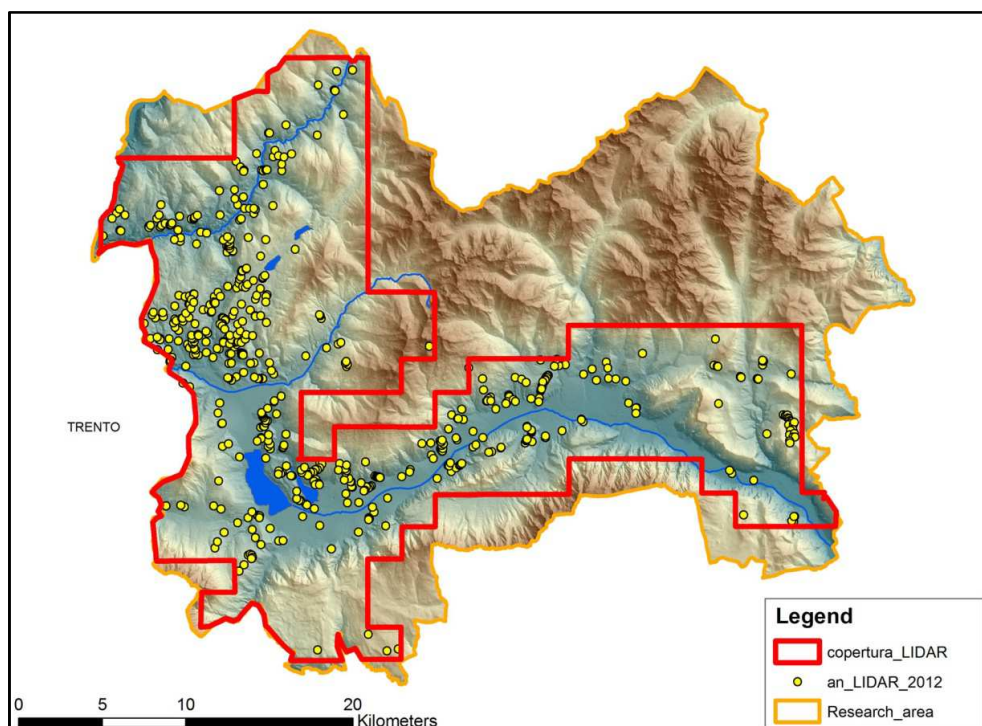 TRENTO
Legend
copertura_LIDAR
an_LIDAR_2012
Research_area
0 5 10 20
Kilometers